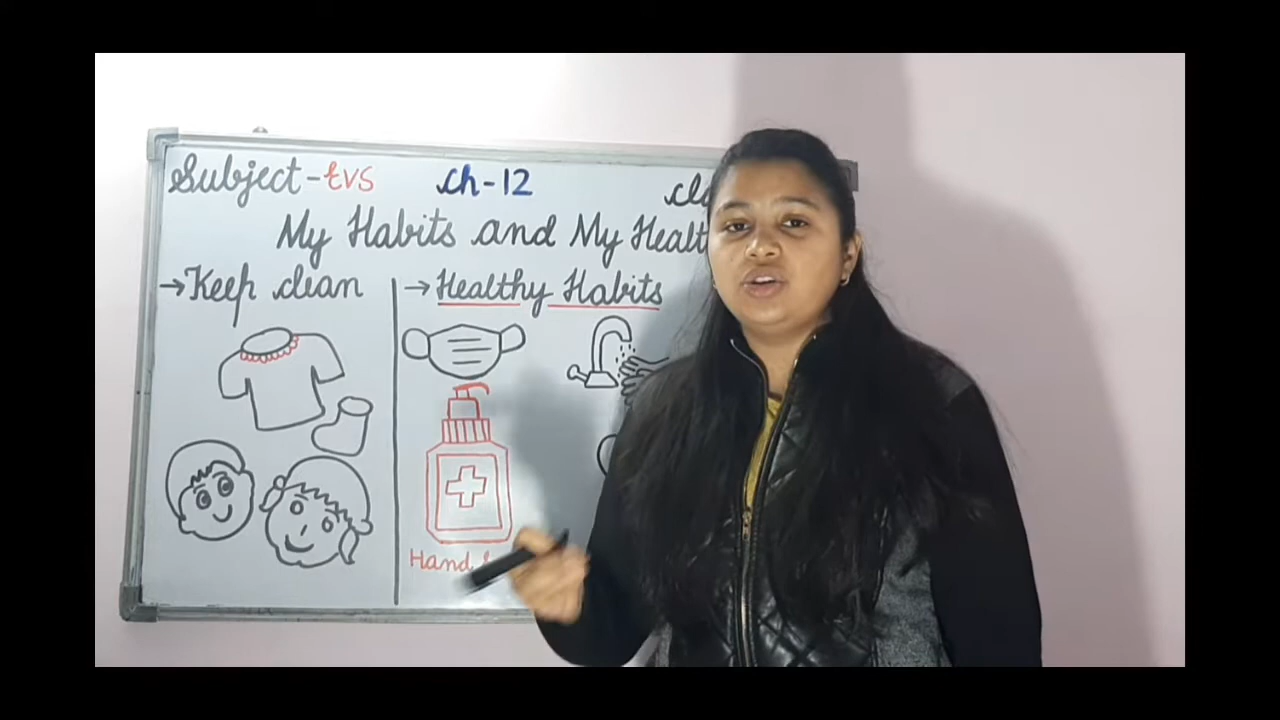 Subject - EVS ch-12
My Habits and My Healt
→ Keep clean → Healthy Habits
Hand